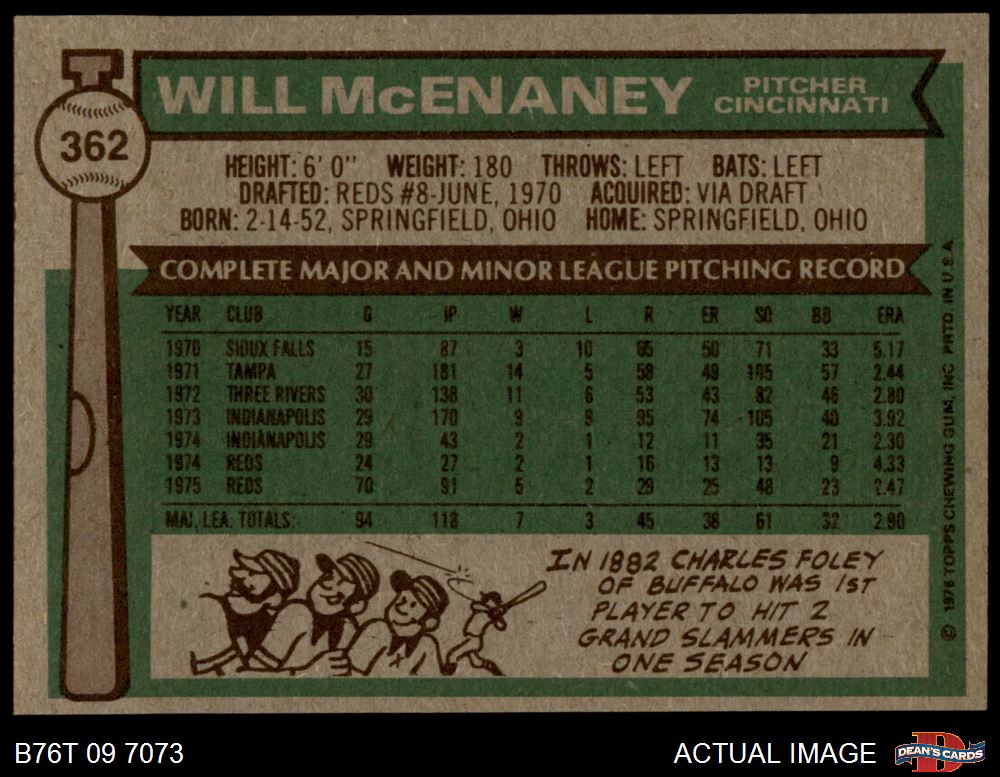 WILL McENANEY
PITCHER
CINCINNATI
362
HEIGHT: 6' 0" WEIGHT: 180 THROWS: LEFT BATS: LEFT
DRAFTED: REDS #8-JUNE, 1970 ACQUIRED: VIA DRAFT
BORN: 2-14-52, SPRINGFIELD, OHIO HOME: SPRINGFIELD, OHIO
COMPLETE MAJOR AND MINOR LEAGUE PITCHING RECORD
YEAR CLUB G IP W L R ER SO BB ERA
1970 SIOUX FALLS 15 87 3 10 65 50 71 33 5.17
1971 TAMPA 27 181 14 5 58 49 105 57 2.44
1972 THREE RIVERS 30 138 11 6 53 43 82 46 2.80
1973 INDIANAPOLIS 29 170 9 9 95 74 105 40 3.92
1974 INDIANAPOLIS 29 43 2 1 12 11 35 21 2.30
1974 REDS 24 27 2 1 16 13 13 9 4.33
1975 REDS 70 91 5 2 29 25 48 23 2.47
MAJ. LEA. TOTALS: 94 118 7 3 45 38 61 32 2.90
IN 1882 CHARLES FOLEY
OF BUFFALO WAS 1ST
PLAYER TO HIT 2
GRAND SLAMMERS IN
ONE SEASON
© 1976 TOPPS CHEWING GUM, INC PRTD. IN U.S.A.
B76T 09 7073
ACTUAL IMAGE
DEAN'S CARDS